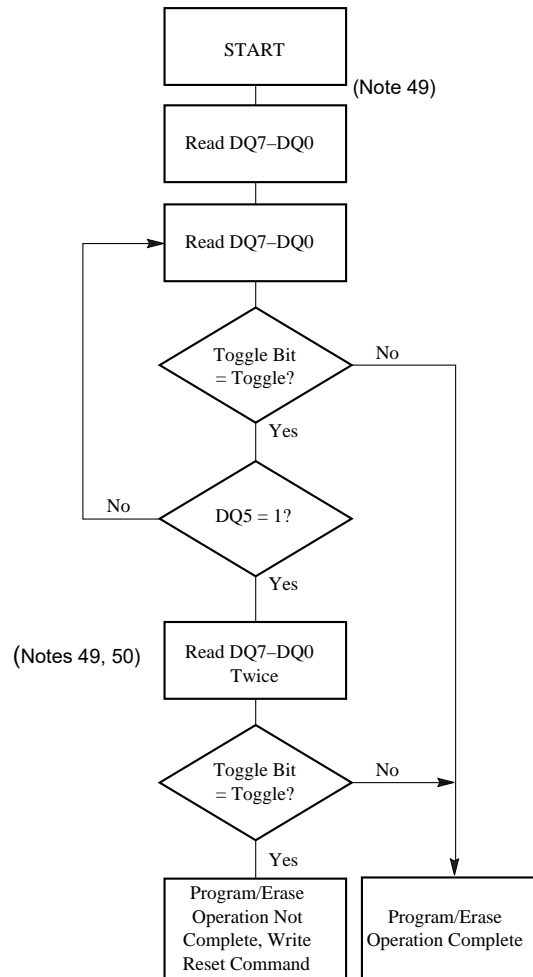 START
(Note 49)
Read DQ7–DQ0
Read DQ7–DQ0
Toggle Bit
= Toggle?
No
Yes
No
DQ5 = 1?
Yes
(Notes 49, 50)
Read DQ7–DQ0
Twice
Toggle Bit
= Toggle?
No
Yes
Program/Erase
Operation Not
Complete, Write
Reset Command
Program/Erase
Operation Complete